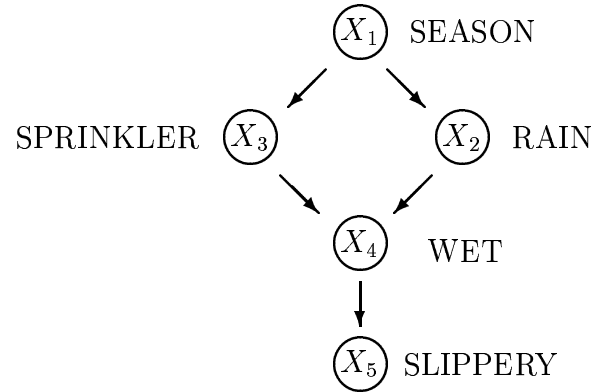 X₁ SEASON
SPRINKLER X₃ X₂ RAIN
X₄ WET
X₅ SLIPPERY